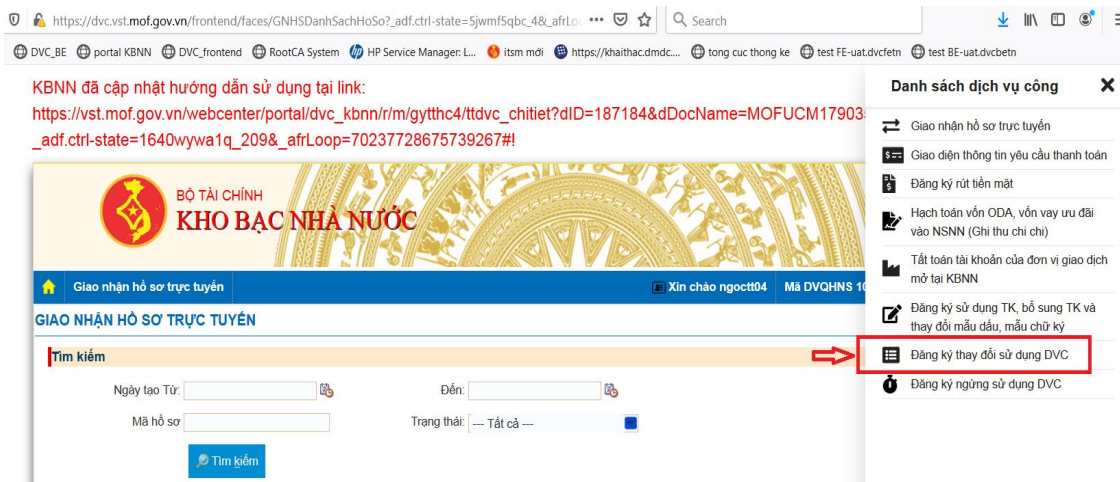 https://dvc.vst.mof.gov.vn/frontend/faces/GNHSDanhSachHoSo?_adf.ctrl-state=5jwmf5qbc_4&_afrLo
Search
DVC_BE portal KBNN DVC_frontend RootCA System HP Service Manager: L... itsm mới https://khaithac.dmdc.... tong cuc thong ke test FE-uat.dvcfetn test BE-uat.dvcbetn
KBNN đã cập nhật hướng dẫn sử dụng tại link:
https://vst.mof.gov.vn/webcenter/portal/dvc_kbnn/r/m/gytthc4/ttdvc_chitiet?dID=187184&dDocName=MOFUCM17903
_adf.ctrl-state=1640wywa1q_209&_afrLoop=70237728675739267#!
BỘ TÀI CHÍNH
KHO BẠC NHÀ NƯỚC
Giao nhận hồ sơ trực tuyến
Xin chào ngoctt04 Mã DVQHNS 10
GIAO NHẬN HỒ SƠ TRỰC TUYẾN
Tìm kiếm
Ngày tạo Từ: Đến:
Mã hồ sơ Trạng thái: --- Tất cả ---
Tìm kiếm
Danh sách dịch vụ công
Giao nhận hồ sơ trực tuyến
Giao diện thông tin yêu cầu thanh toán
Đăng ký rút tiền mặt
Hạch toán vốn ODA, vốn vay ưu đãi
vào NSNN (Ghi thu chi chi)
Tất toán tài khoản của đơn vị giao dịch
mở tại KBNN
Đăng ký sử dụng TK, bổ sung TK và
thay đổi mẫu dấu, mẫu chữ ký
Đăng ký thay đổi sử dụng DVC
Đăng ký ngừng sử dụng DVC